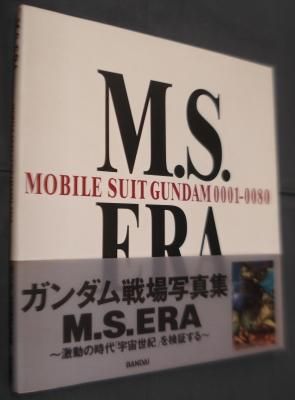 M.S.
MOBILE SUIT GUNDAM 0001-0080
ERA
ガンダム戦場写真集
M.S.ERA
〜激動の時代「宇宙世紀」を検証する〜
BANDAI